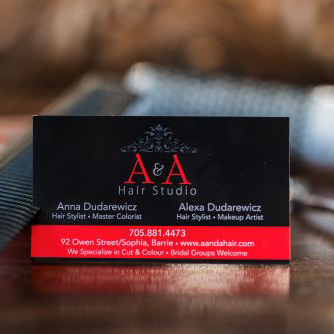 A & A
Hair Studio
Anna Dudarewicz Alexa Dudarewicz
Hair Stylist • Master Colorist Hair Stylist • Makeup Artist
705.881.4473
92 Owen Street/Sophia, Barrie • www.aandahair.com
We Specialize in Cut & Colour • Bridal Groups Welcome